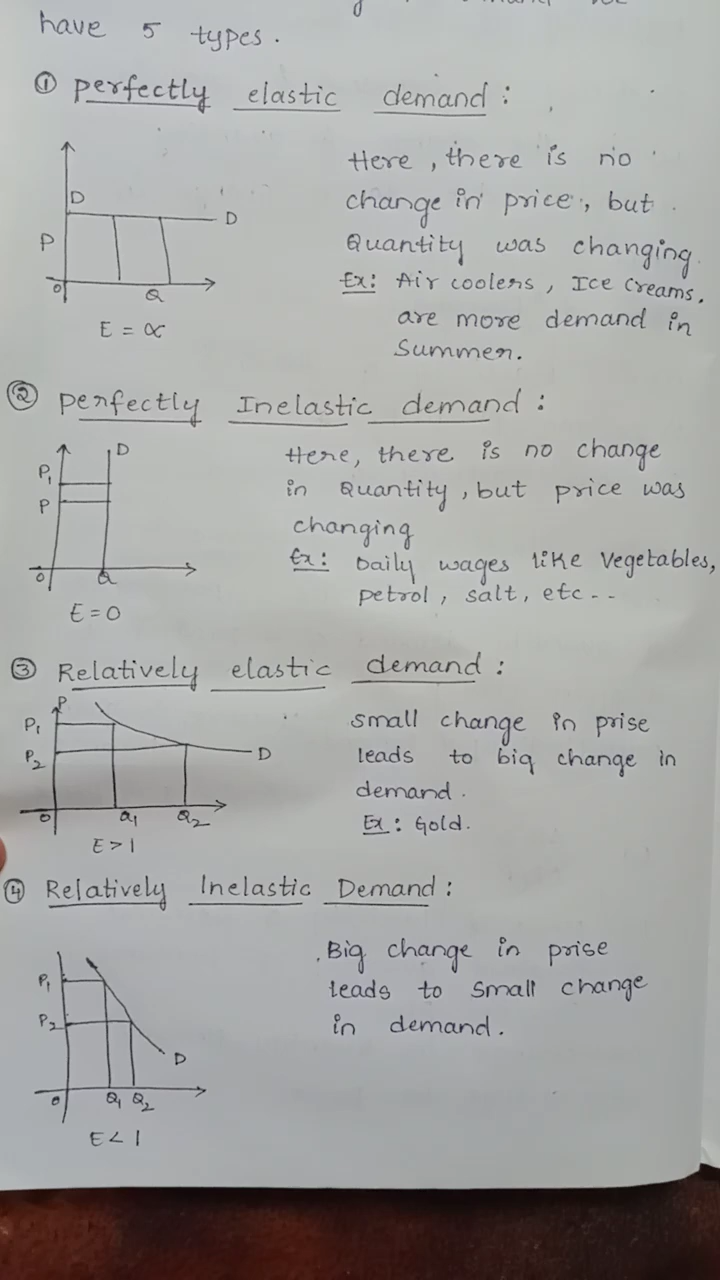 have 5 types.
① perfectly elastic demand :
D
D
P
O
Q
E = ∝
Here, there is no
change in price, but
Quantity was changing.
Ex: Air coolers, Ice creams.
are more demand in
Summer.
② perfectly Inelastic demand :
D
P₁
P
O
Q
E = 0
Here, there is no change
in Quantity, but price was
changing
Ex: Daily wages like vegetables,
petrol, salt, etc - -
③ Relatively elastic demand :
P
P₁
P₂
D
O
Q₁ Q₂
E > 1
small change in prise
leads to big change in
demand.
Ex: Gold.
④ Relatively Inelastic Demand :
P₁
P₂
D
O
Q₁ Q₂
E < 1
Big change in prise
leads to small change
in demand.